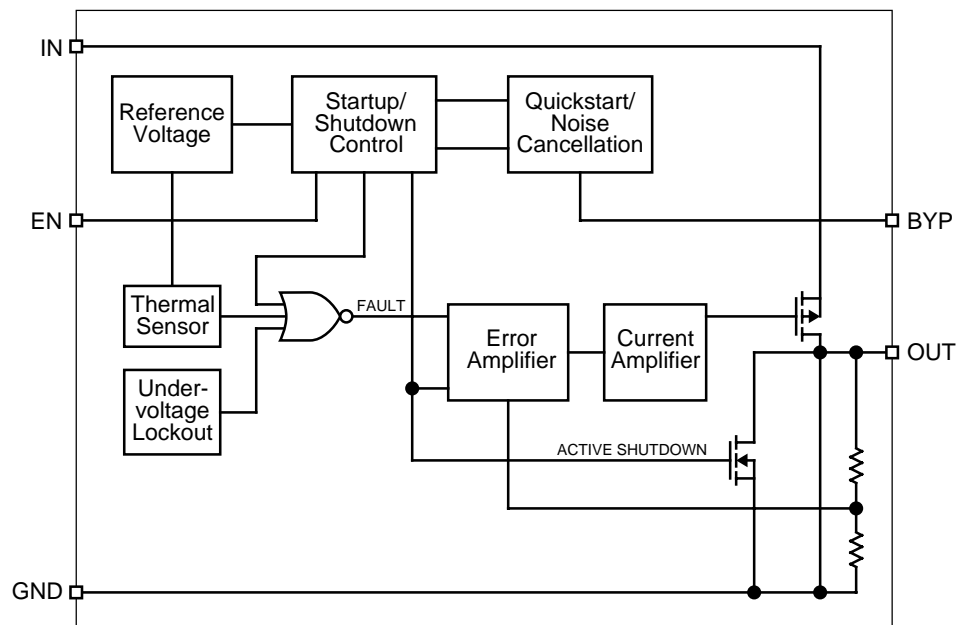 IN
Reference
Voltage
Startup/
Shutdown
Control
Quickstart/
Noise
Cancellation
EN
BYP
Thermal
Sensor
FAULT
Error
Amplifier
Current
Amplifier
OUT
Under-
voltage
Lockout
ACTIVE SHUTDOWN
GND